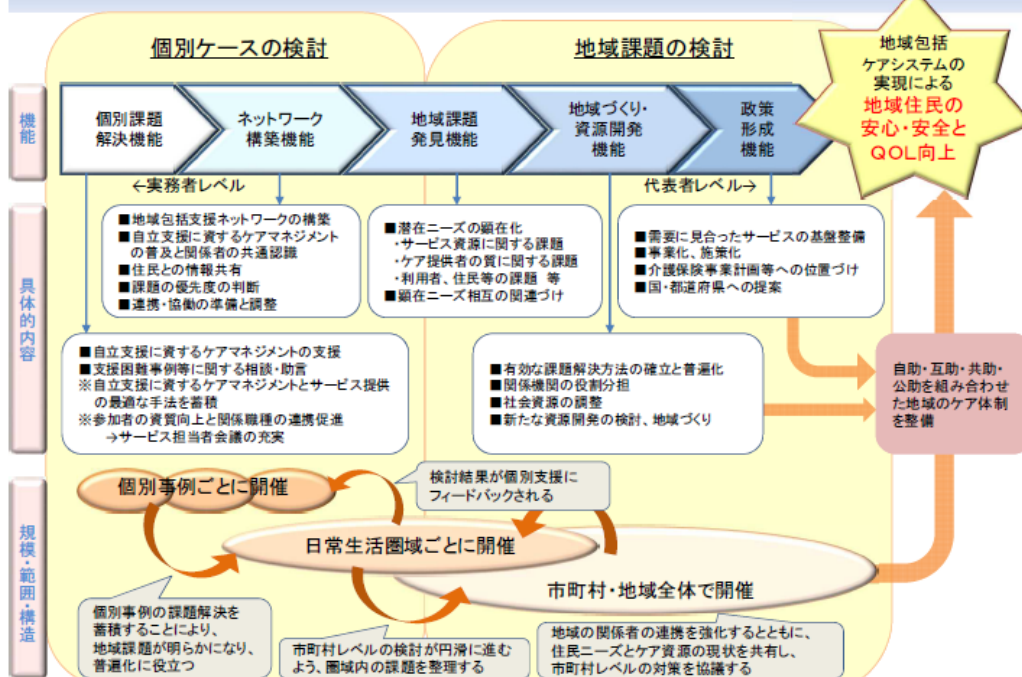 個別ケースの検討
地域課題の検討
地域包括
ケアシステムの
実現による
地域住民の
安心・安全と
QOL向上
機能
個別課題
解決機能
ネットワーク
構築機能
地域課題
発見機能
地域づくり・
資源開発
機能
政策
形成
機能
←実務者レベル
代表者レベル→
具体的内容
■地域包括支援ネットワークの構築
■自立支援に資するケアマネジメント
の普及と関係者の共通認識
■住民との情報共有
■課題の優先度の判断
■連携・協働の準備と調整
■潜在ニーズの顕在化
・サービス資源に関する課題
・ケア提供者の質に関する課題
・利用者、住民等の課題 等
■顕在ニーズ相互の関連づけ
■需要に見合ったサービスの基盤整備
■事業化、施策化
■介護保険事業計画等への位置づけ
■国・都道府県への提案
■自立支援に資するケアマネジメントの支援
■支援困難事例等に関する相談・助言
※自立支援に資するケアマネジメントとサービス提供
の最適な手法を蓄積
※参加者の資質向上と関係職種の連携促進
→サービス担当者会議の充実
■有効な課題解決方法の確立と普遍化
■関係機関の役割分担
■社会資源の調整
■新たな資源開発の検討、地域づくり
自助・互助・共助・
公助を組み合わせ
た地域のケア体制
を整備
規模・範囲・構造
個別事例ごとに開催
検討結果が個別支援に
フィードバックされる
日常生活圏域ごとに開催
市町村・地域全体で開催
個別事例の課題解決を
蓄積することにより、
地域課題が明らかになり、
普遍化に役立つ
市町村レベルの検討が円滑に進む
よう、圏域内の課題を整理する
地域の関係者の連携を強化するとともに、
住民ニーズとケア資源の現状を共有し、
市町村レベルの対策を協議する